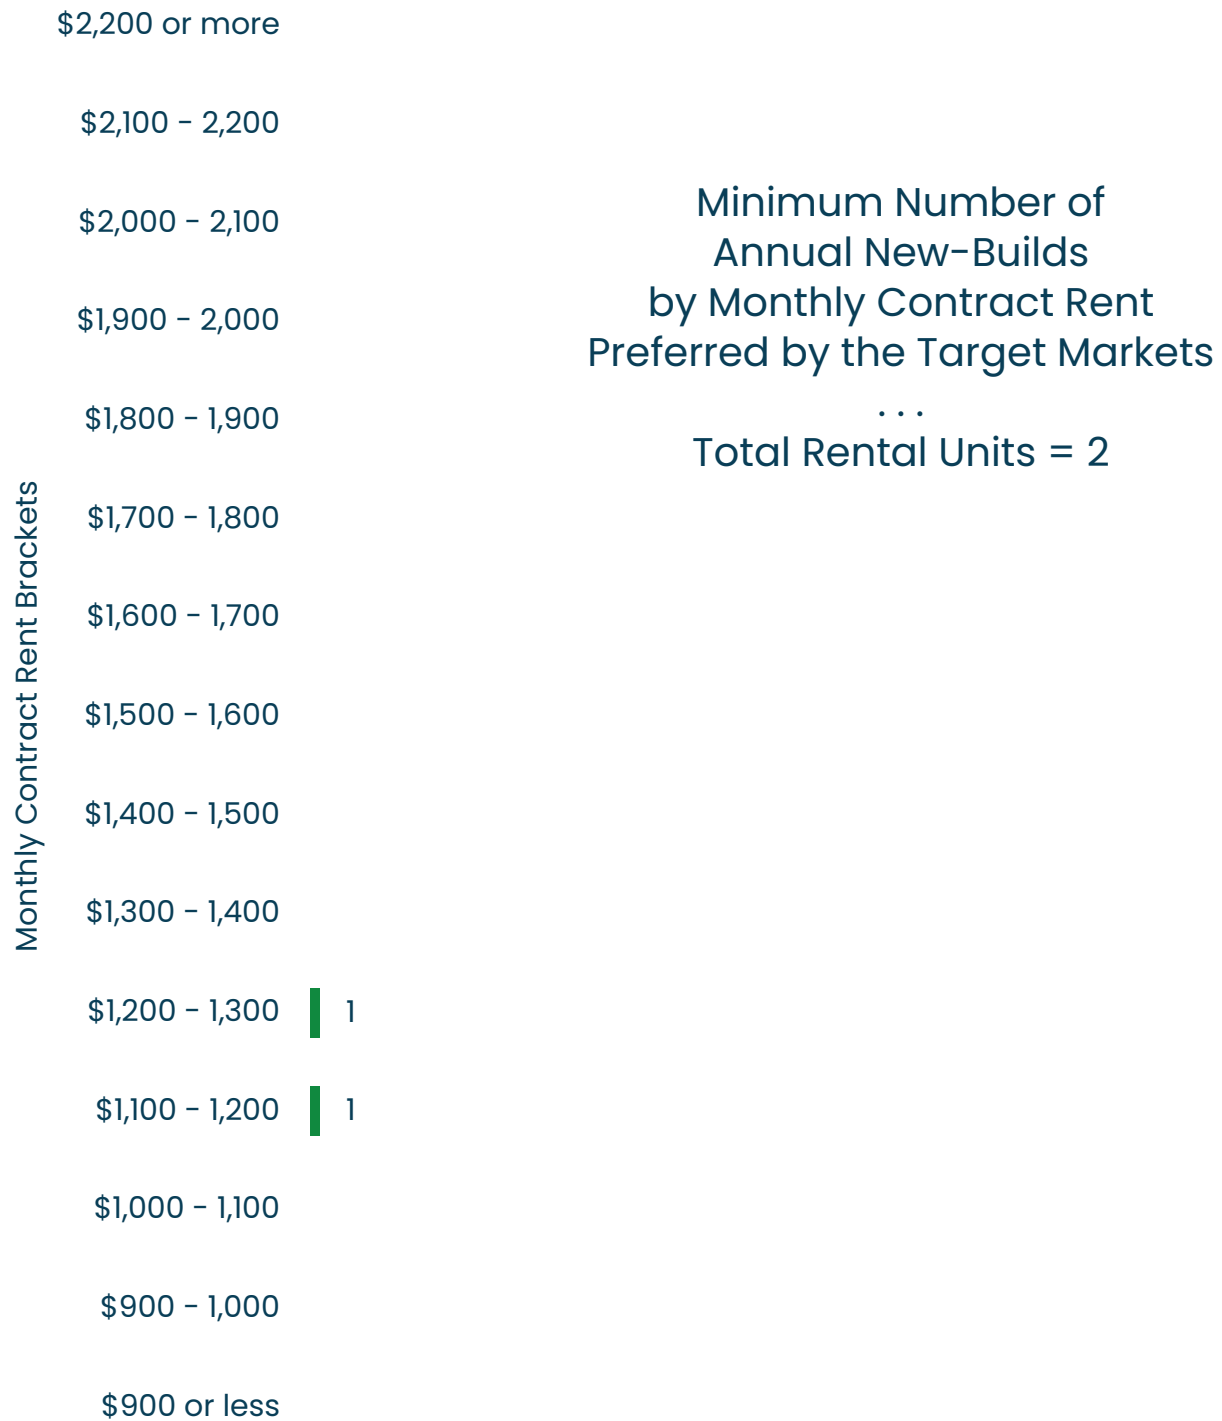 $2,200 or more
$2,100 - 2,200
$2,000 - 2,100
$1,900 - 2,000
$1,800 - 1,900
$1,700 - 1,800
$1,600 - 1,700
$1,500 - 1,600
$1,400 - 1,500
$1,300 - 1,400
$1,200 - 1,300 1
$1,100 - 1,200 1
$1,000 - 1,100
$900 - 1,000
$900 or less
Monthly Contract Rent Brackets
Minimum Number of
Annual New-Builds
by Monthly Contract Rent
Preferred by the Target Markets
. . .
Total Rental Units = 2